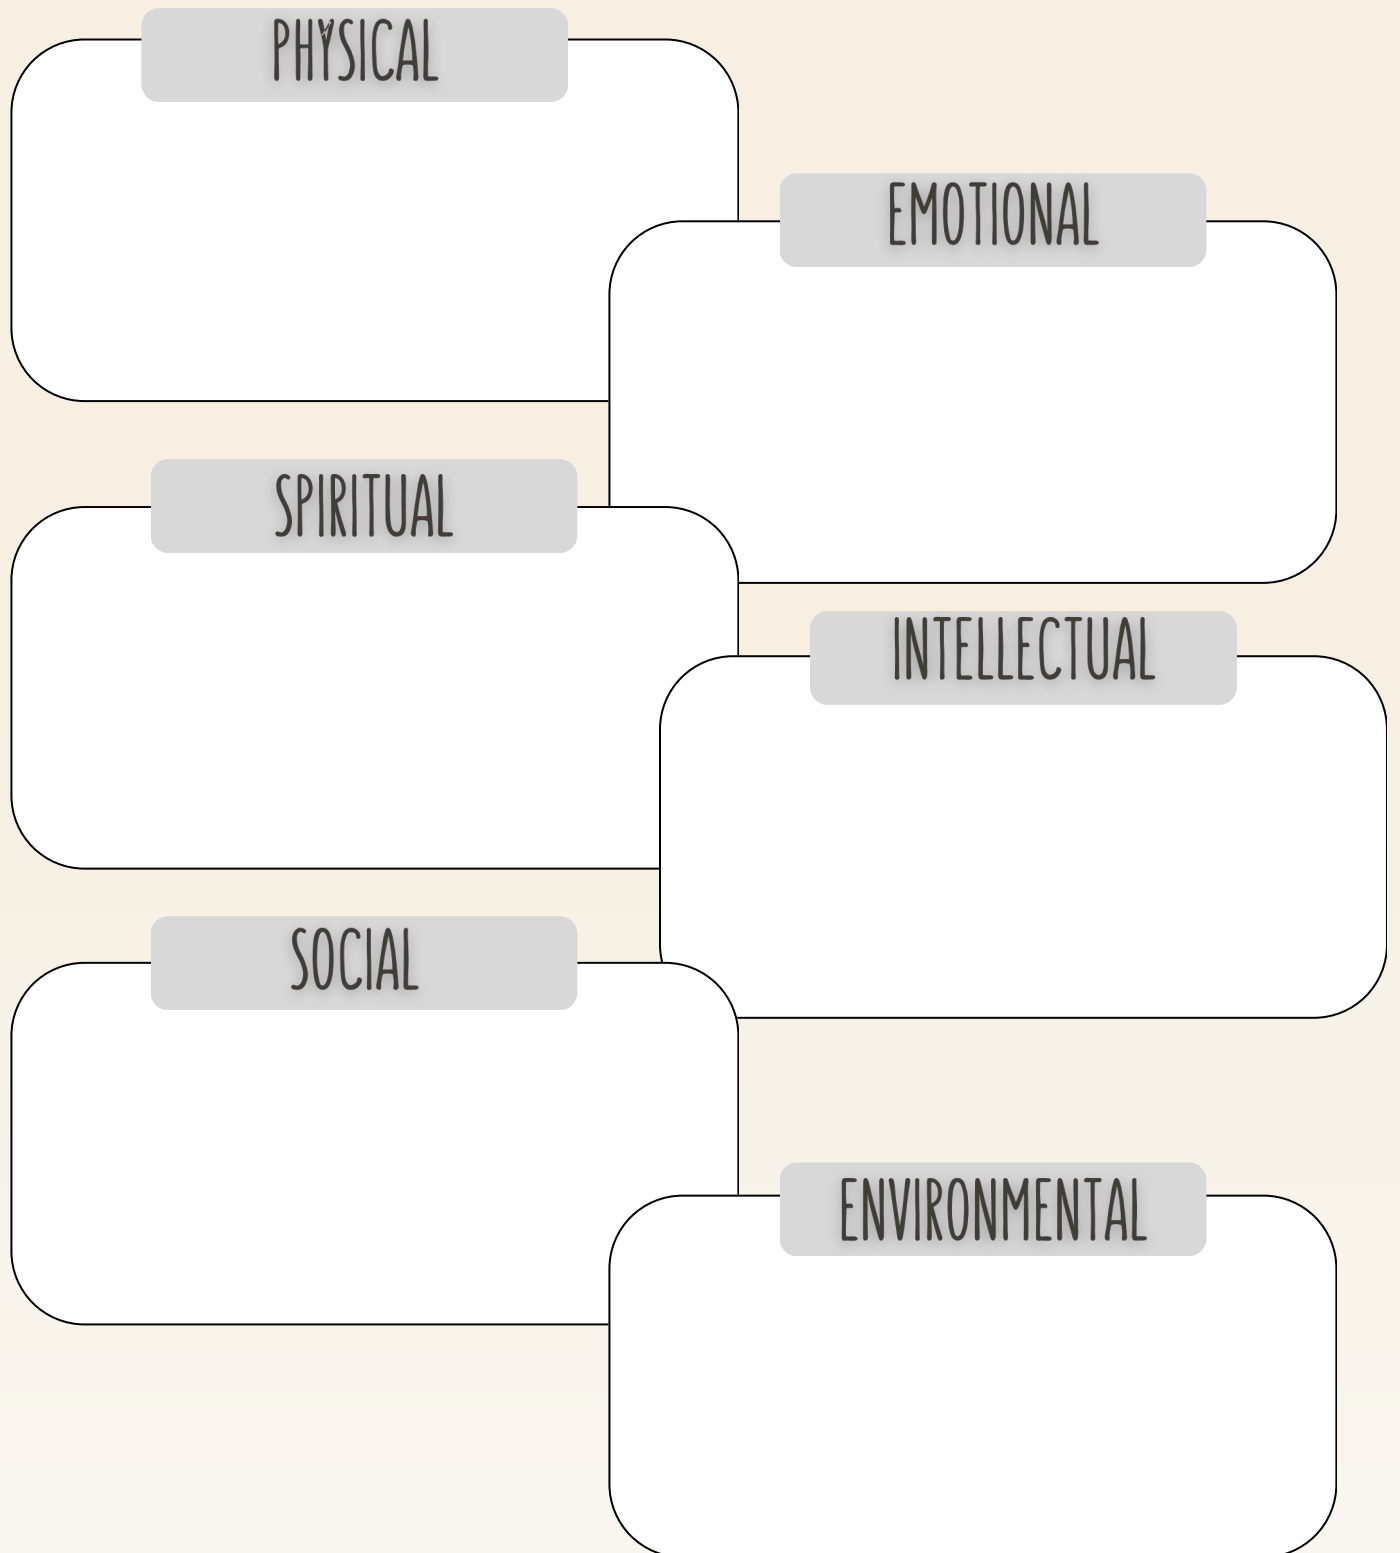 PHYSICAL
EMOTIONAL
SPIRITUAL
INTELLECTUAL
SOCIAL
ENVIRONMENTAL